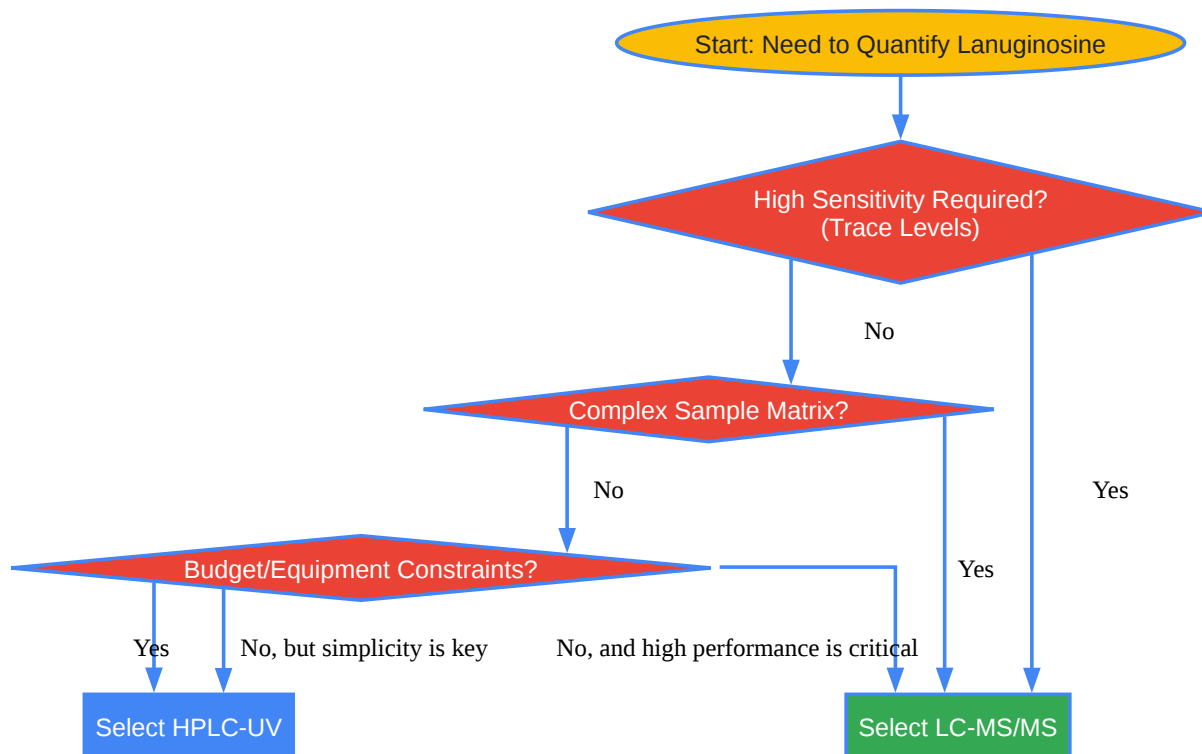 Start: Need to Quantify Lanuginosine
High Sensitivity Required?
(Trace Levels)
No
Complex Sample Matrix?
No
Yes
Budget/Equipment Constraints?
Yes
Yes
No, but simplicity is key
No, and high performance is critical
Select HPLC-UV
Select LC-MS/MS